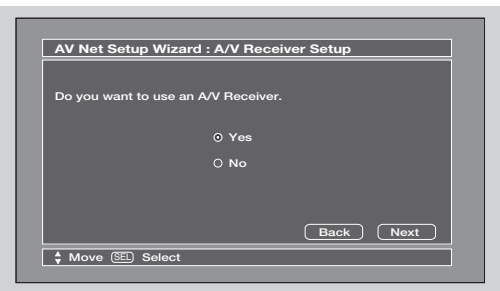 AV Net Setup Wizard : A/V Receiver Setup
Do you want to use an A/V Receiver.
Yes
No
Back Next
Move SEL Select